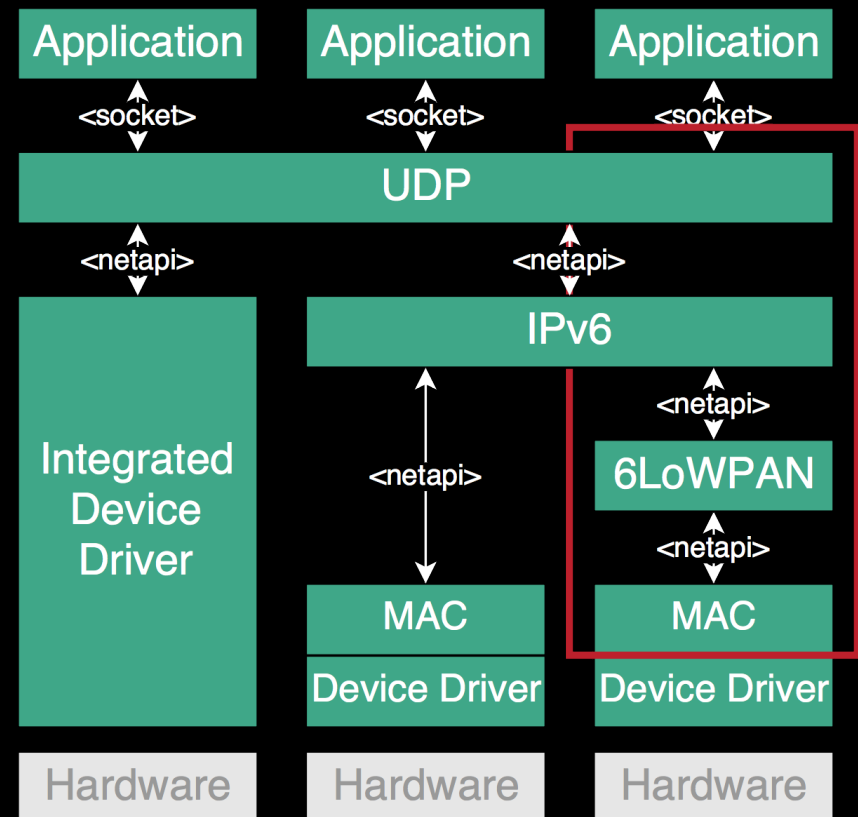 Application
Application
Application
<socket>
<socket>
<socket>
UDP
<netapi>
<netapi>
IPv6
<netapi>
Integrated
Device
Driver
<netapi>
6LoWPAN
<netapi>
MAC
MAC
Device Driver
Device Driver
Hardware
Hardware
Hardware